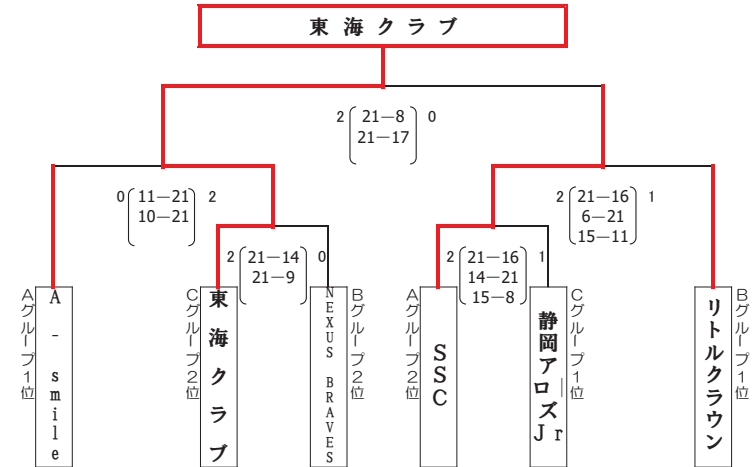 東海クラブ
2 21－8 0
21－17
0 11－21 2
10－21
2 21－16 1
6－21
15－11
2 21－14 0
21－9
2 21－16 1
14－21
15－8
Aグループ1位
A - smile
Cグループ2位
東海クラブ
NEXUS BRAVES
Bグループ2位
Aグループ2位
SSC
静岡アローズJr
Cグループ1位
リトルクラウン
Bグループ1位